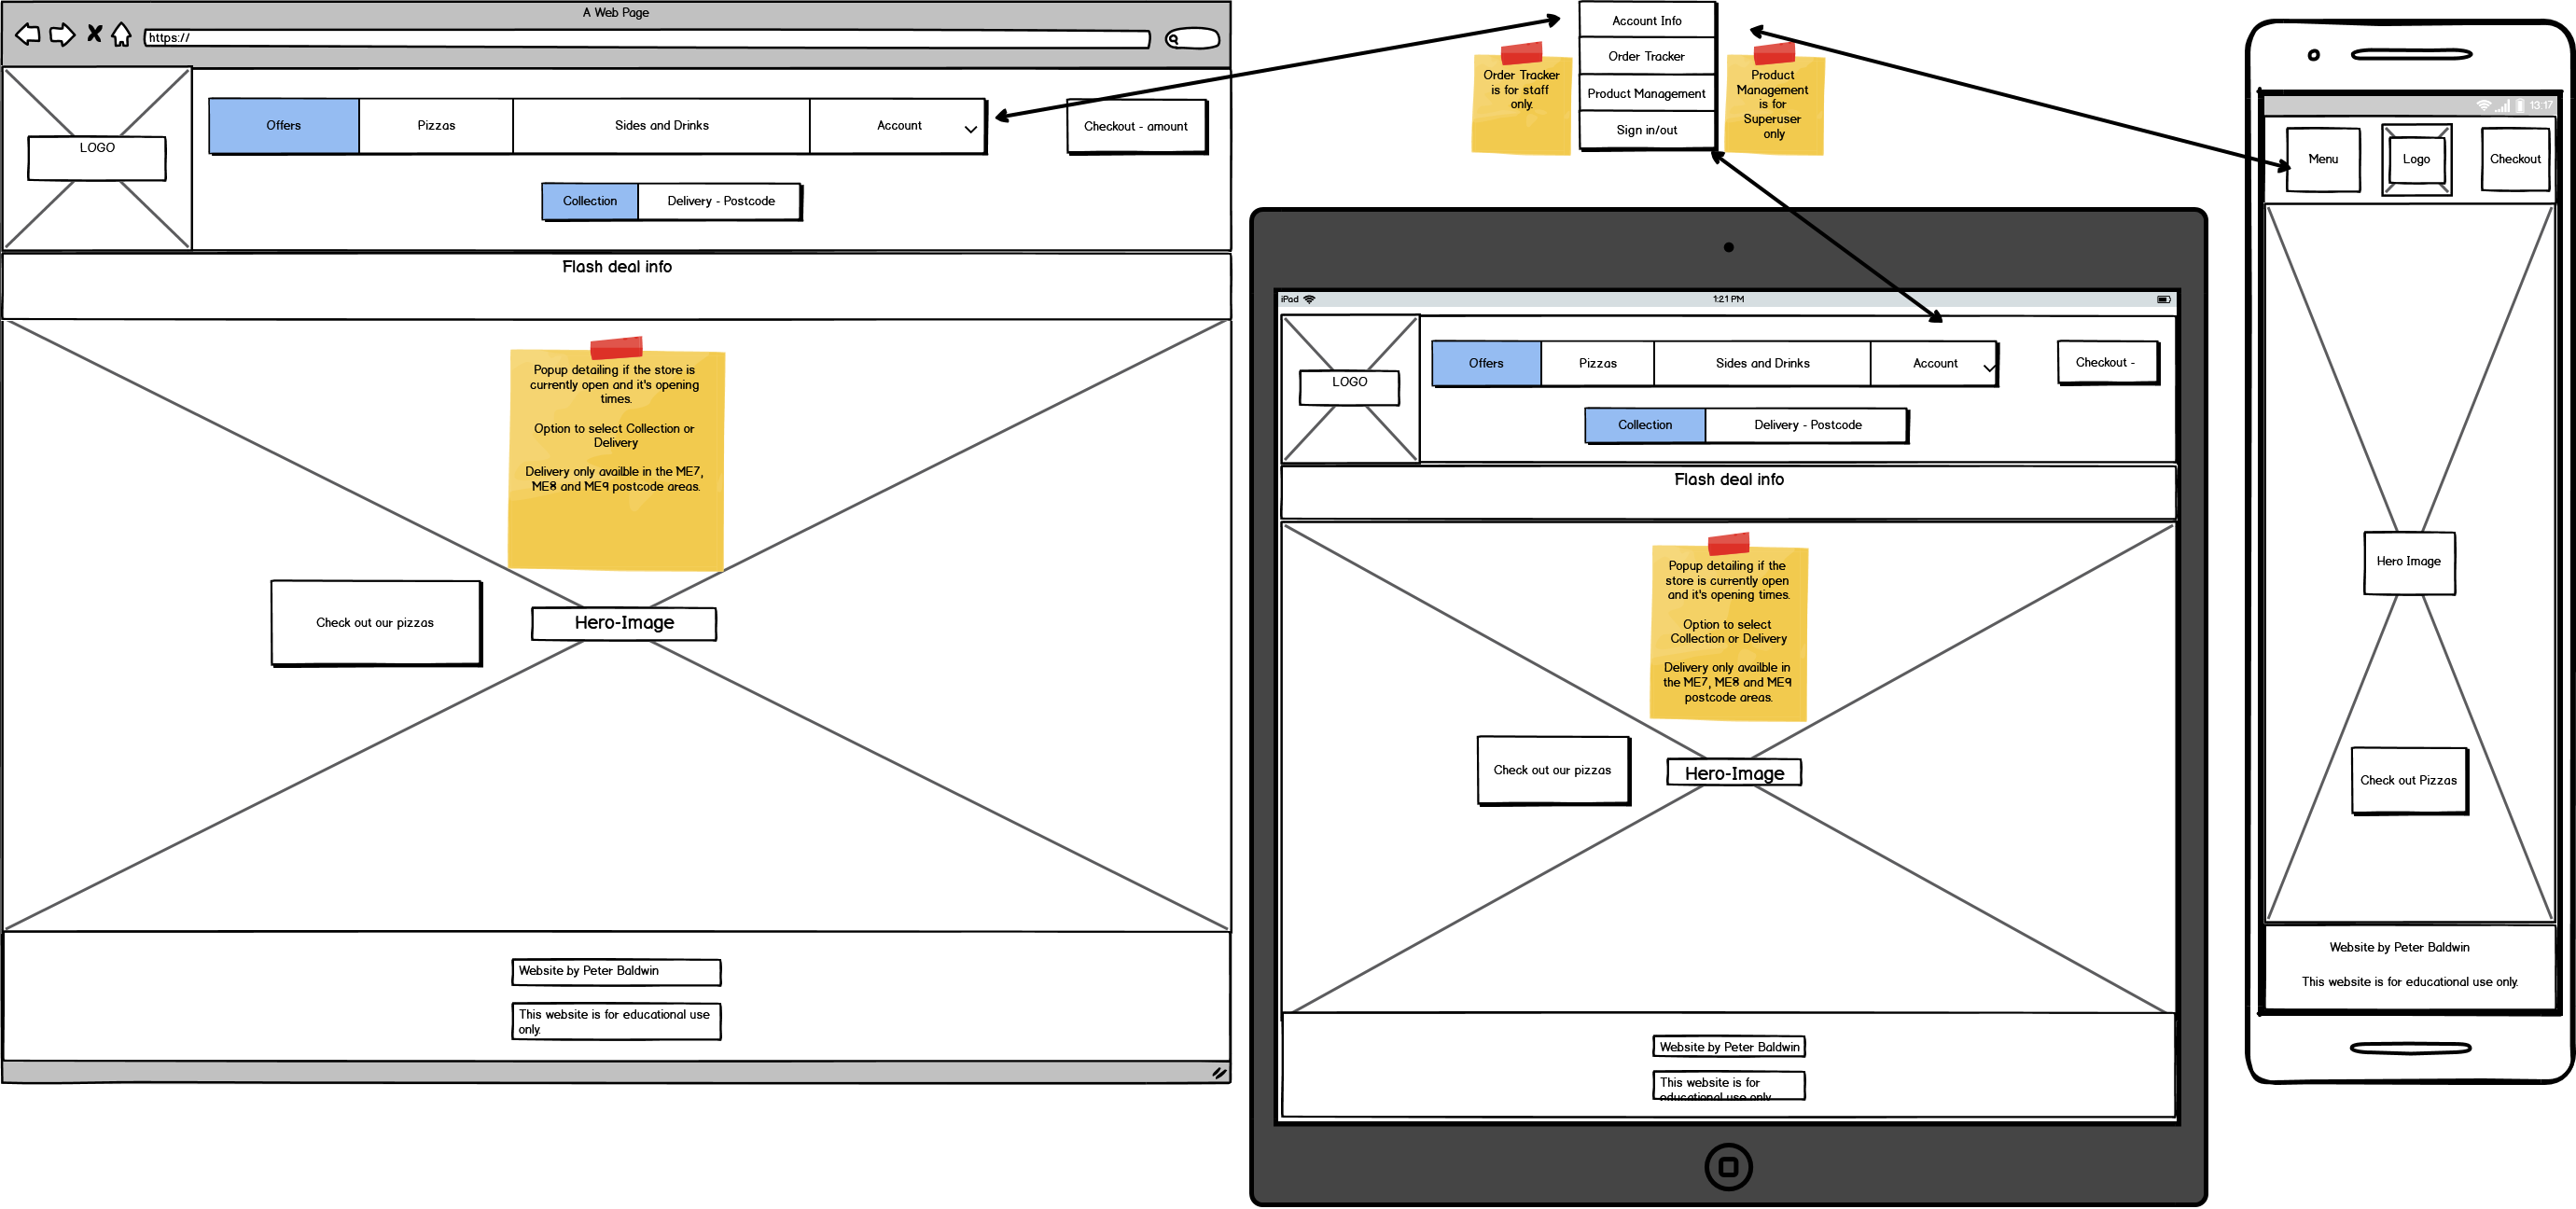 A Web Page
https://
LOGO
Offers
Pizzas
Sides and Drinks
Account
Checkout - amount
Collection
Delivery - Postcode
Flash deal info
Popup detailing if the store is
currently open and it's opening
times.
Option to select Collection or
Delivery
Delivery only availble in the ME7,
ME8 and ME9 postcode areas.
Check out our pizzas
Hero-Image
Website by Peter Baldwin
This website is for educational use
only.
Account Info
Order Tracker
Product Management
Sign in/out
Order Tracker
is for staff
only.
Product
Management
is for
Superuser
only
iPad
1:21 PM
LOGO
Offers
Pizzas
Sides and Drinks
Account
Checkout -
Collection
Delivery - Postcode
Flash deal info
Popup detailing if the
store is currently open
and it's opening times.
Option to select
Collection or Delivery
Delivery only availble in
the ME7, ME8 and ME9
postcode areas.
Check out our pizzas
Hero-Image
Website by Peter Baldwin
This website is for
educational use only
13:17
Menu
Logo
Checkout
Hero Image
Check out Pizzas
Website by Peter Baldwin
This website is for educational use only.